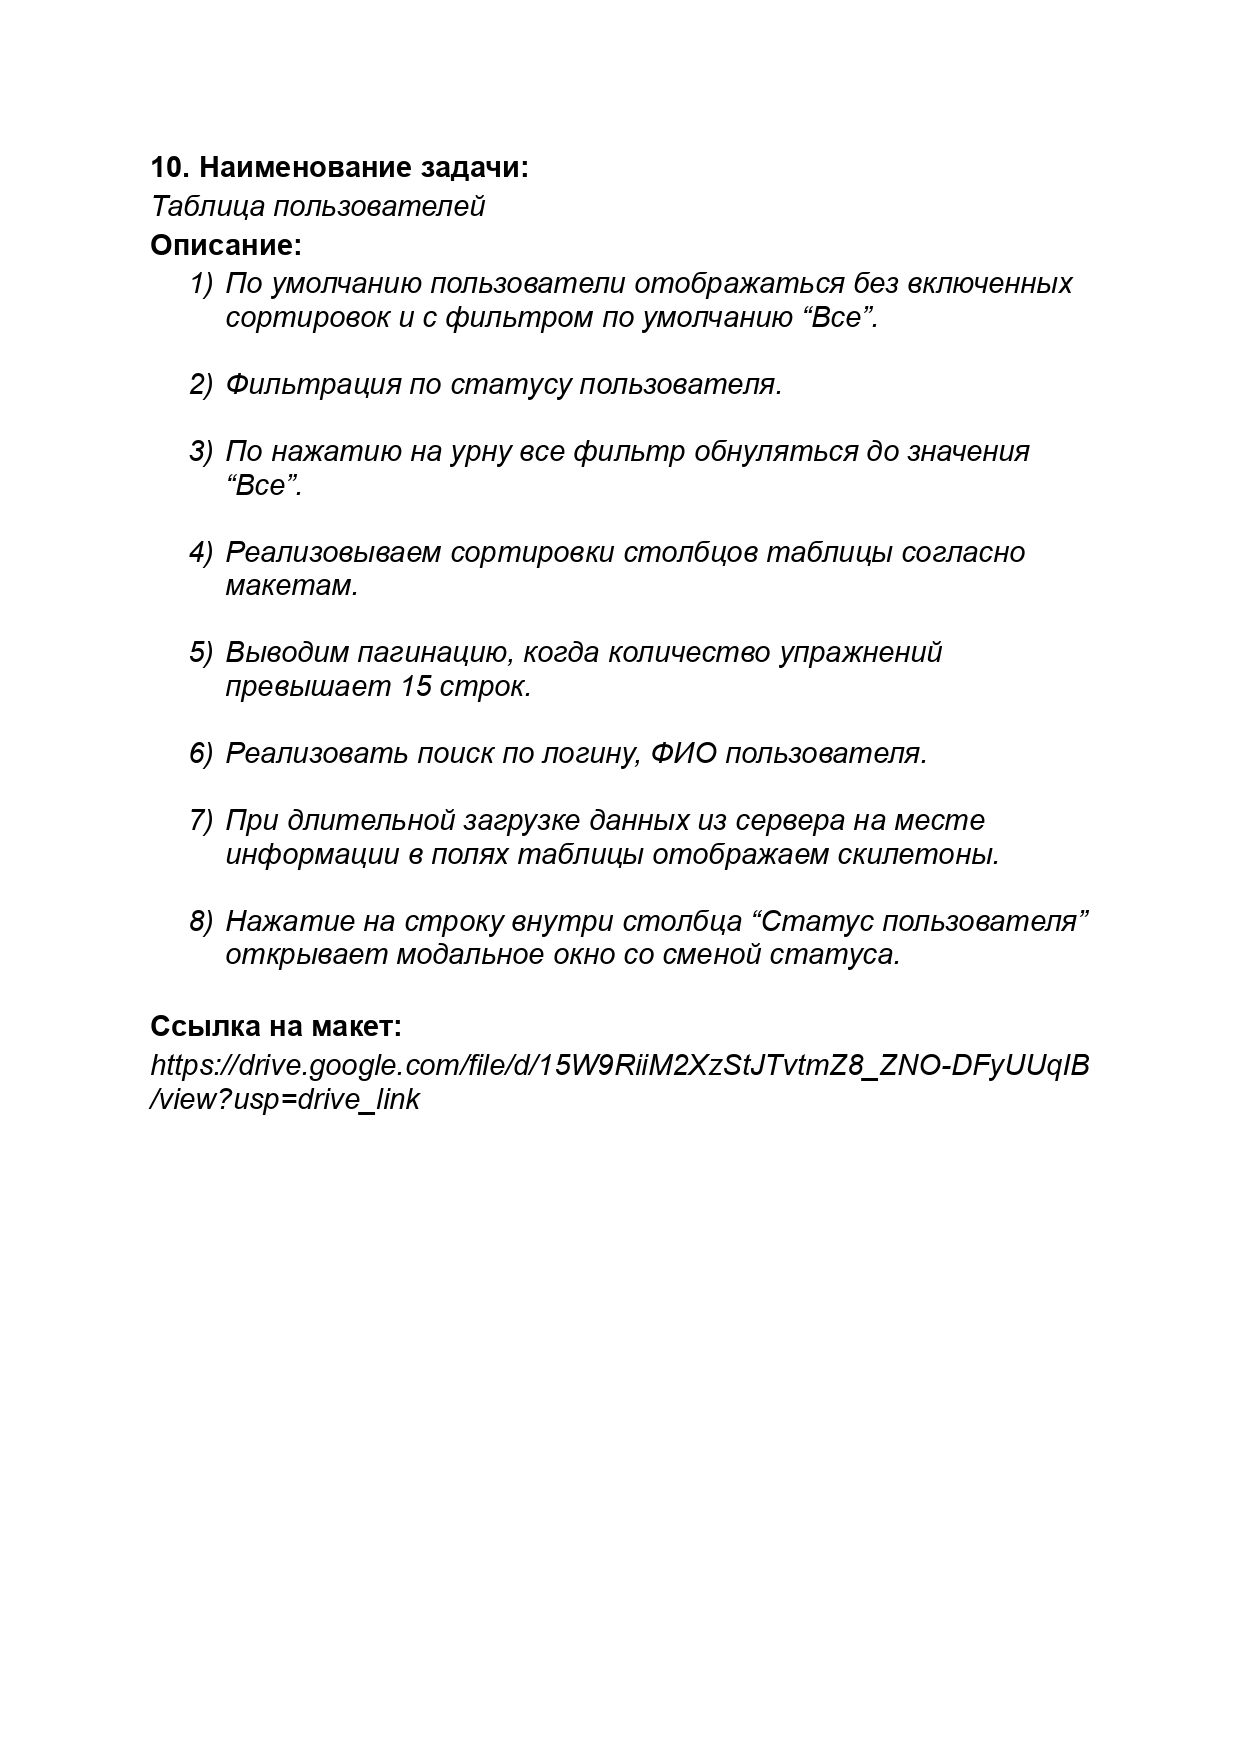 10. Наименование задачи:
Таблица пользователей
Описание:
1) По умолчанию пользователи отображаться без включенных
сортировок и с фильтром по умолчанию “Все”.
2) Фильтрация по статусу пользователя.
3) По нажатию на урну все фильтр обнуляться до значения
“Все”.
4) Реализовываем сортировки столбцов таблицы согласно
макетам.
5) Выводим пагинацию, когда количество упражнений
превышает 15 строк.
6) Реализовать поиск по логину, ФИО пользователя.
7) При длительной загрузке данных из сервера на месте
информации в полях таблицы отображаем скилетоны.
8) Нажатие на строку внутри столбца “Статус пользователя”
открывает модальное окно со сменой статуса.
Ссылка на макет:
https://drive.google.com/file/d/15W9RiiM2XzStJTvtmZ8_ZNO-DFyUUqIB
/view?usp=drive_link